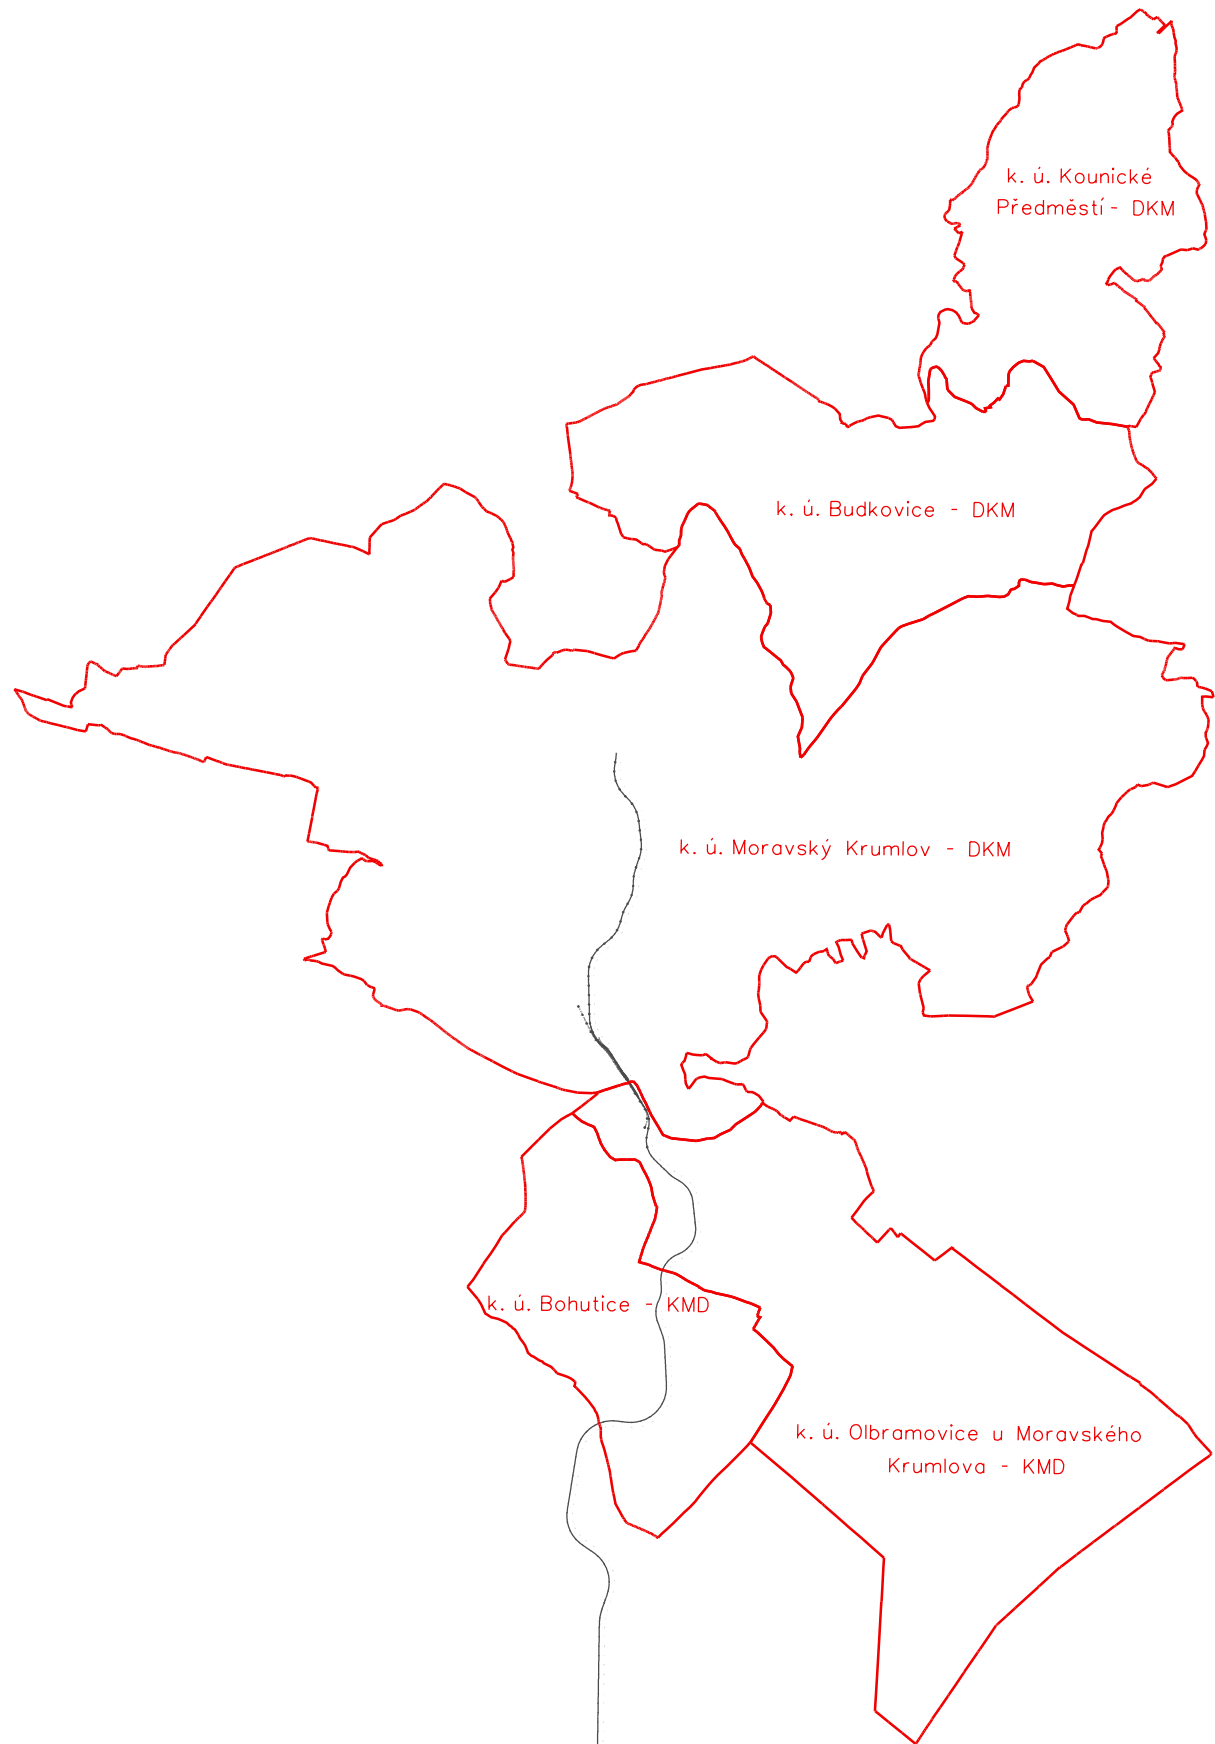 k. ú. Kounické
Předměstí - DKM
k. ú. Budkovice - DKM
k. ú. Moravský Krumlov - DKM
k. ú. Bohutice - KMD
k. ú. Olbramovice u Moravského
Krumlova - KMD